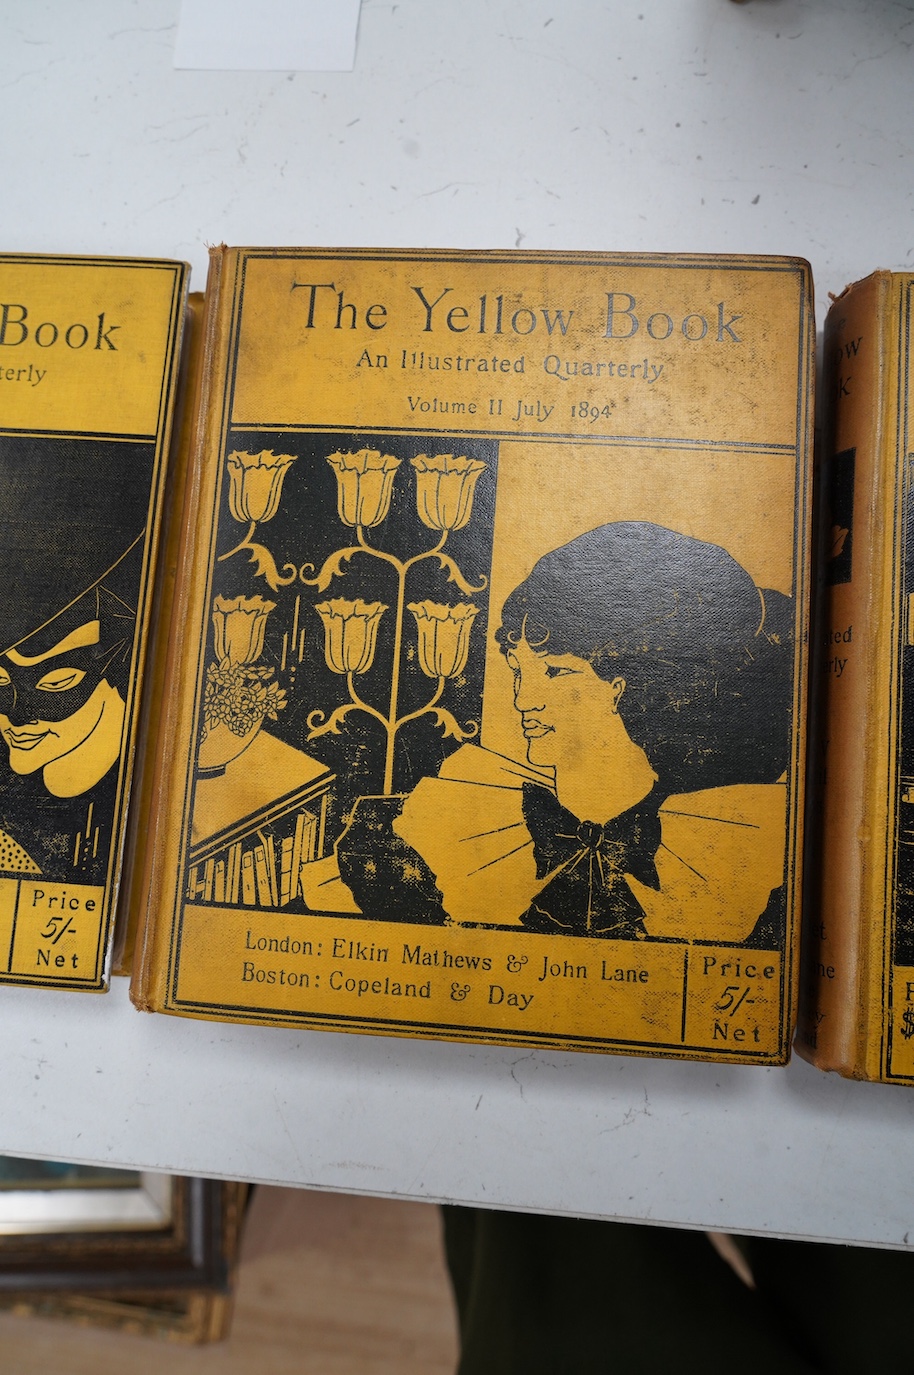 Book
terly
Price
5/-
Net
The Yellow Book
An Illustrated Quarterly
Volume II July 1894
London: Elkin Mathews & John Lane
Boston: Copeland & Day
Price
5/-
Net